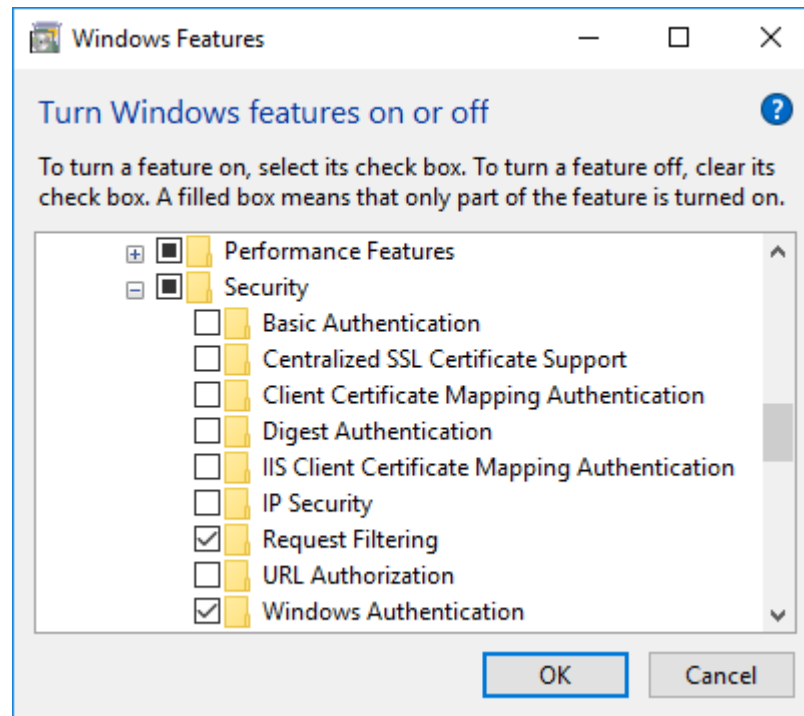 Windows Features
Turn Windows features on or off
To turn a feature on, select its check box. To turn a feature off, clear its
check box. A filled box means that only part of the feature is turned on.
Performance Features
Security
Basic Authentication
Centralized SSL Certificate Support
Client Certificate Mapping Authentication
Digest Authentication
IIS Client Certificate Mapping Authentication
IP Security
Request Filtering
URL Authorization
Windows Authentication
OK Cancel